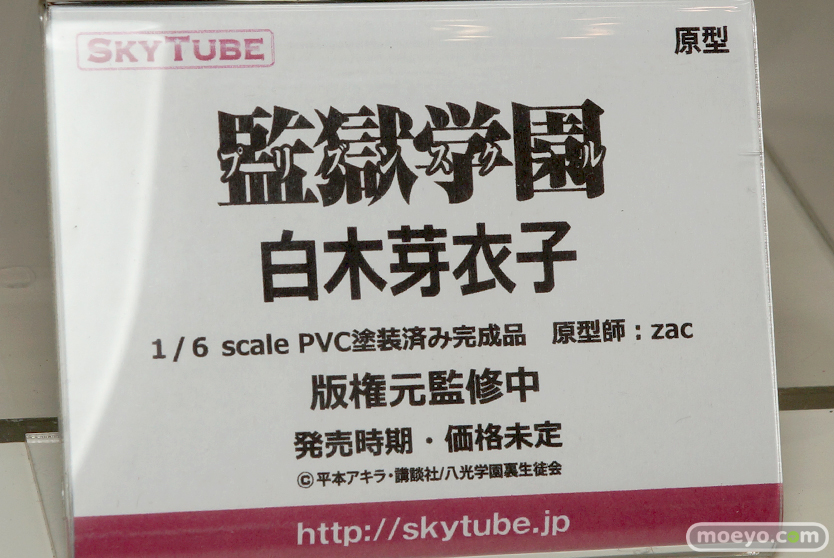 SKYTUBE
原型
監獄学園
プリズンスクール
白木芽衣子
1/6 scale PVC塗装済み完成品　原型師：zac
版権元監修中
発売時期・価格未定
©平本アキラ・講談社/八光学園裏生徒会
http://skytube.jp
moeyo.com